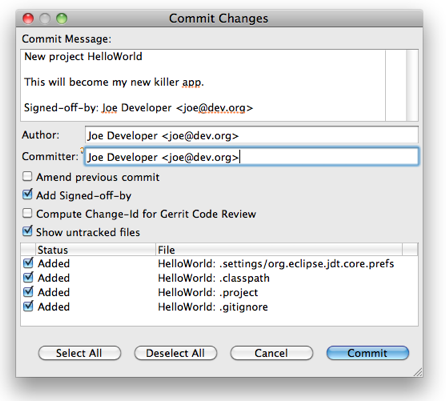 Commit Changes
Commit Message:
New project HelloWorld
This will become my new killer app.
Signed-off-by: Joe Developer <joe@dev.org>
Author: Joe Developer <joe@dev.org>
Committer: Joe Developer <joe@dev.org>
Amend previous commit
Add Signed-off-by
Compute Change-Id for Gerrit Code Review
Show untracked files
Status File
Added HelloWorld: .settings/org.eclipse.jdt.core.prefs
Added HelloWorld: .classpath
Added HelloWorld: .project
Added HelloWorld: .gitignore
Select All Deselect All Cancel Commit